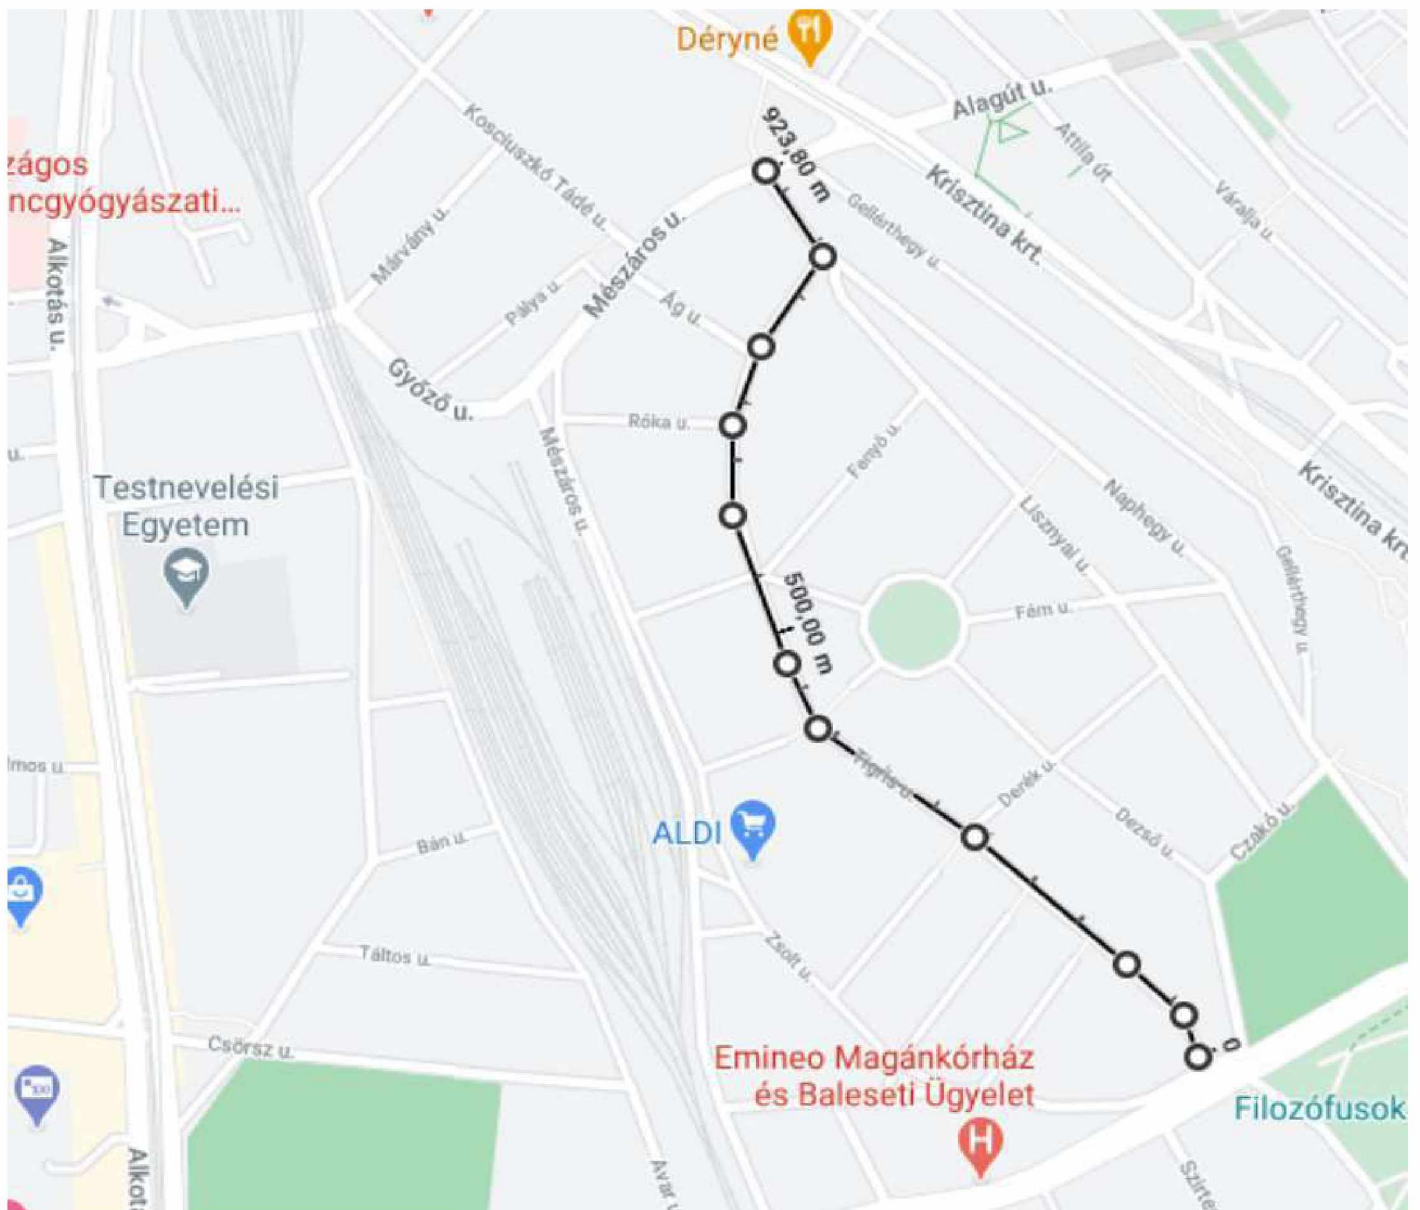 Déryné
Alagút u.
923,80 m
Kosciuszkó Tádé u.
Attila út
zágos
ncgyógyászati...
Krisztina krt.
Váralja u.
Gellérthegy u.
Márvány u.
Mészáros u.
Alkotás u.
Pálya u.
Ág u.
Győző u.
Róka u.
Fenyő u.
u.
Mészáros u.
Testnevelési
Egyetem
Lisznyai u.
Naphegy u.
Krisztina krt.
Gellérthegy u.
500,00 m
Fém u.
lmos u.
Tigris u.
Derék u.
Dezső u.
Czakó u.
ALDI
Bán u.
Táltos u.
Zsolt u.
Csörsz u.
0
Emineo Magánkórház
és Baleseti Ügyelet
Filozófusok
Alkot
Avar u
Szirte